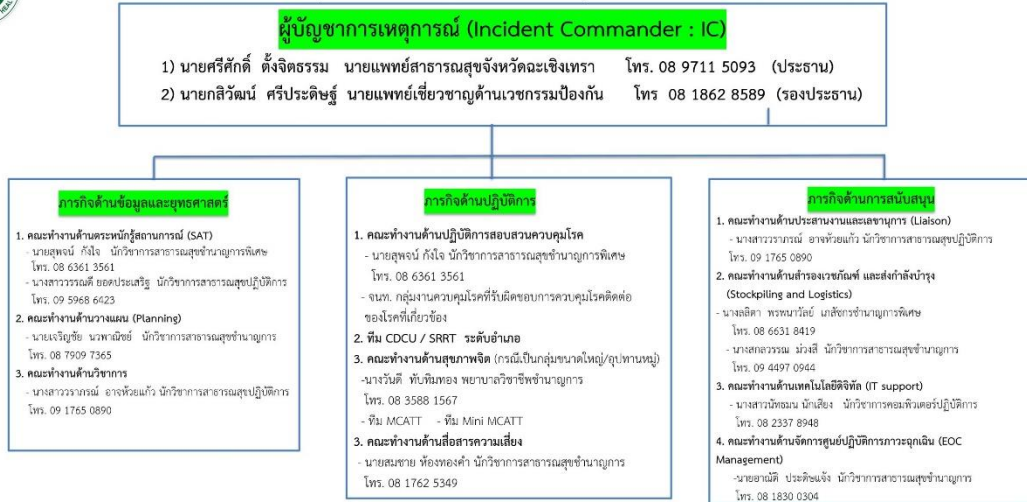 HEAL
ผู้บัญชาการเหตุการณ์ (Incident Commander : IC)
1) นายศรีศักดิ์ ตั้งจิตธรรม นายแพทย์สาธารณสุขจังหวัดฉะเชิงเทรา โทร. 08 9711 5093 (ประธาน)
2) นายกสิวัฒน์ ศรีประดิษฐ์ นายแพทย์เชี่ยวชาญด้านเวชกรรมป้องกัน โทร 08 1862 8589 (รองประธาน)
ภารกิจด้านข้อมูลและยุทธศาสตร์
1. คณะทำงานด้านตระหนักรู้สถานการณ์ (SAT)
- นายสุพจน์ กังใจ นักวิชาการสาธารณสุขชำนาญการพิเศษ
โทร. 08 6361 3561
- นางสาววรรณดี ยอดประเสริฐ นักวิชาการสาธารณสุขปฏิบัติการ
โทร. 09 5968 6423
2. คณะทำงานด้านวางแผน (Planning)
- นายเจริญชัย นวพาณิชย์ นักวิชาการสาธารณสุขชำนาญการ
โทร. 08 7909 7365
3. คณะทำงานด้านวิชาการ
- นางสาววราภรณ์ อาจห้วยแก้ว นักวิชาการสาธารณสุขปฏิบัติการ
โทร. 09 1765 0890
ภารกิจด้านปฏิบัติการ
1. คณะทำงานด้านปฏิบัติการสอบสวนควบคุมโรค
- นายสุพจน์ กังใจ นักวิชาการสาธารณสุขชำนาญการพิเศษ
โทร. 08 6361 3561
- จนท. กลุ่มงานควบคุมโรคที่รับผิดชอบการควบคุมโรคติดต่อ
ของโรคที่เกี่ยวข้อง
2. ทีม CDCU / SRRT ระดับอำเภอ
3. คณะทำงานด้านสุขภาพจิต (กรณีเป็นกลุ่มขนาดใหญ่/อุปทานหมู่)
-นางวันดี ทับทิมทอง พยาบาลวิชาชีพชำนาญการ
โทร. 08 3588 1567
- ทีม MCATT - ทีม Mini MCATT
3. คณะทำงานด้านสื่อสารความเสี่ยง
- นายสมชาย ห้องทองคำ นักวิชาการสาธารณสุขชำนาญการ
โทร. 08 1762 5349
ภารกิจด้านการสนับสนุน
1. คณะทำงานด้านประสานงานและเลขานุการ (Liaison)
- นางสาววราภรณ์ อาจห้วยแก้ว นักวิชาการสาธารณสุขปฏิบัติการ
โทร. 09 1765 0890
2. คณะทำงานด้านสำรองเวชภัณฑ์ และส่งกำลังบำรุง
(Stockpiling and Logistics)
- นางลลิตา พรพนาวัลย์ เภสัชกรชำนาญการพิเศษ
โทร. 08 6631 8419
-นางสกลวรรณ ม่วงสี นักวิชาการสาธารณสุขชำนาญการ
โทร. 09 4497 0944
3. คณะทำงานด้านเทคโนโลยีดิจิทัล (IT support)
- นางสาวนัทธมน นักเสียง นักวิชาการคอมพิวเตอร์ปฏิบัติการ
โทร. 08 2337 8948
4. คณะทำงานด้านจัดการศูนย์ปฏิบัติการภาวะฉุกเฉิน (EOC
Management)
-นายอาณัติ ประดิษแจ้ง นักวิชาการสาธารณสุขชำนาญการ
โทร. 08 1830 0304